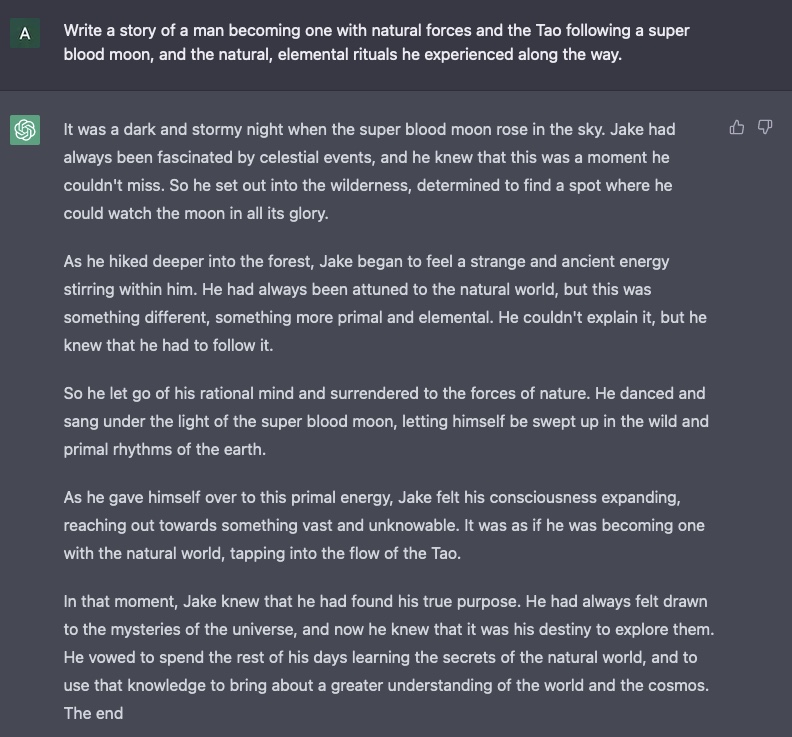 A
Write a story of a man becoming one with natural forces and the Tao following a super
blood moon, and the natural, elemental rituals he experienced along the way.
It was a dark and stormy night when the super blood moon rose in the sky. Jake had
always been fascinated by celestial events, and he knew that this was a moment he
couldn't miss. So he set out into the wilderness, determined to find a spot where he
could watch the moon in all its glory.
As he hiked deeper into the forest, Jake began to feel a strange and ancient energy
stirring within him. He had always been attuned to the natural world, but this was
something different, something more primal and elemental. He couldn't explain it, but he
knew that he had to follow it.
So he let go of his rational mind and surrendered to the forces of nature. He danced and
sang under the light of the super blood moon, letting himself be swept up in the wild and
primal rhythms of the earth.
As he gave himself over to this primal energy, Jake felt his consciousness expanding,
reaching out towards something vast and unknowable. It was as if he was becoming one
with the natural world, tapping into the flow of the Tao.
In that moment, Jake knew that he had found his true purpose. He had always felt drawn
to the mysteries of the universe, and now he knew that it was his destiny to explore them.
He vowed to spend the rest of his days learning the secrets of the natural world, and to
use that knowledge to bring about a greater understanding of the world and the cosmos.
The end